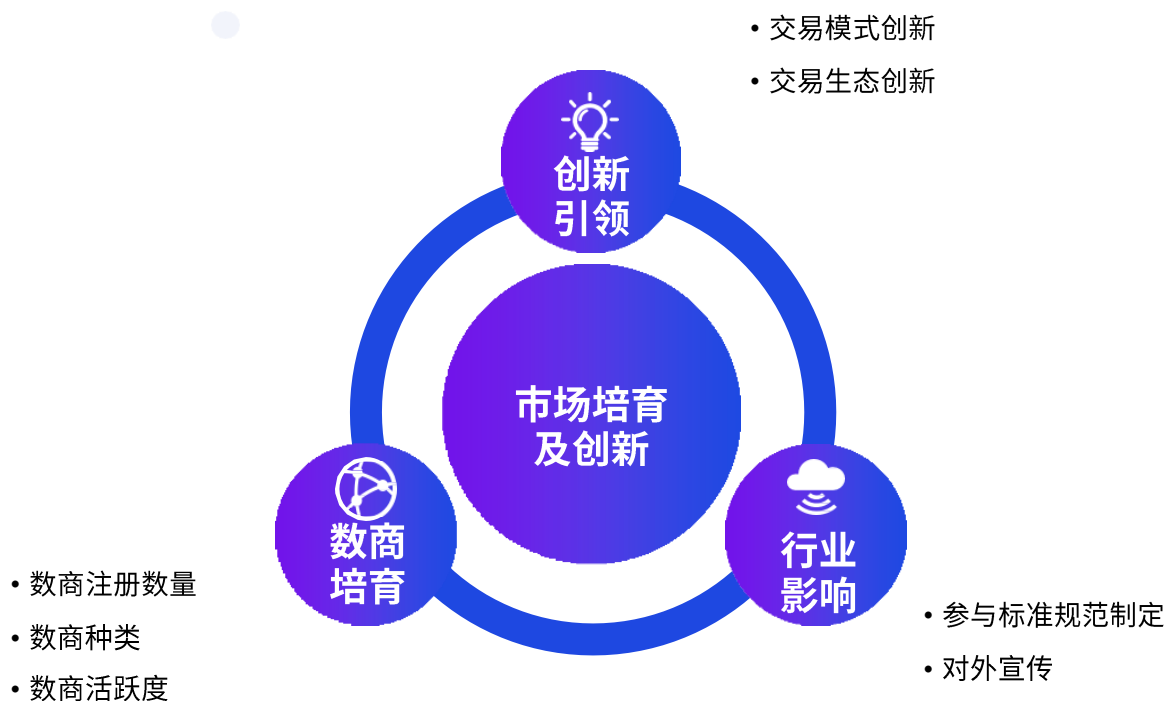 • 交易模式创新
• 交易生态创新
创新
引领
市场培育
及创新
数商
培育
行业
影响
• 数商注册数量
• 数商种类
• 数商活跃度
• 参与标准规范制定
• 对外宣传